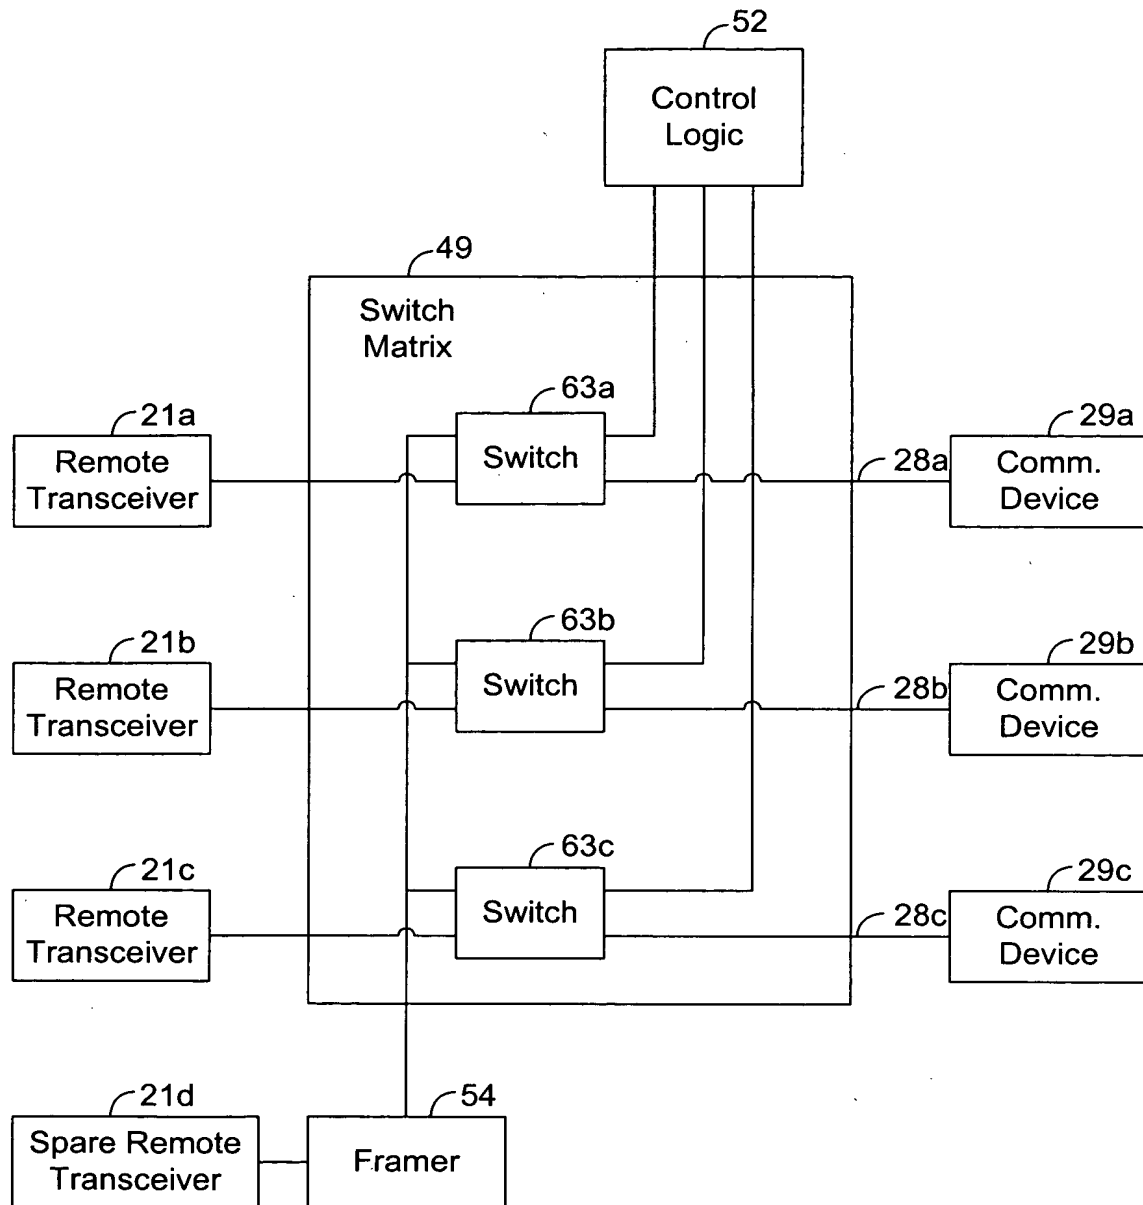 52
Control
Logic
49
Switch
Matrix
63a
21a
29a
Remote
Transceiver
Switch
28a
Comm.
Device
63b
21b
29b
Remote
Transceiver
Switch
28b
Comm.
Device
63c
21c
29c
Remote
Transceiver
Switch
28c
Comm.
Device
21d
54
Spare Remote
Transceiver
Framer